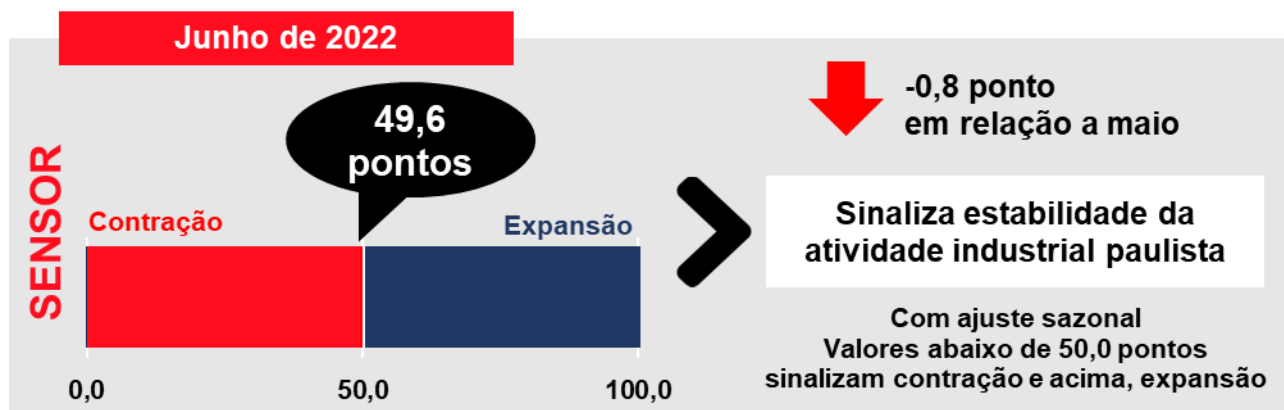 Junho de 2022
49,6
pontos
SENSOR
Contração
Expansão
0,0
50,0
100,0
-0,8 ponto
em relação a maio
Sinaliza estabilidade da
atividade industrial paulista
Com ajuste sazonal
Valores abaixo de 50,0 pontos
sinalizam contração e acima, expansão